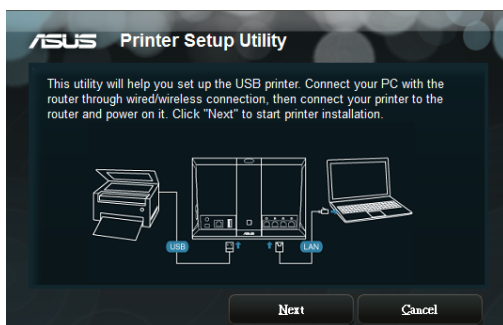 ASUS Printer Setup Utility
This utility will help you set up the USB printer. Connect your PC with the
router through wired/wireless connection, then connect your printer to the
router and power on it. Click "Next" to start printer installation.
ASUS
USB
LAN
Next
Cancel